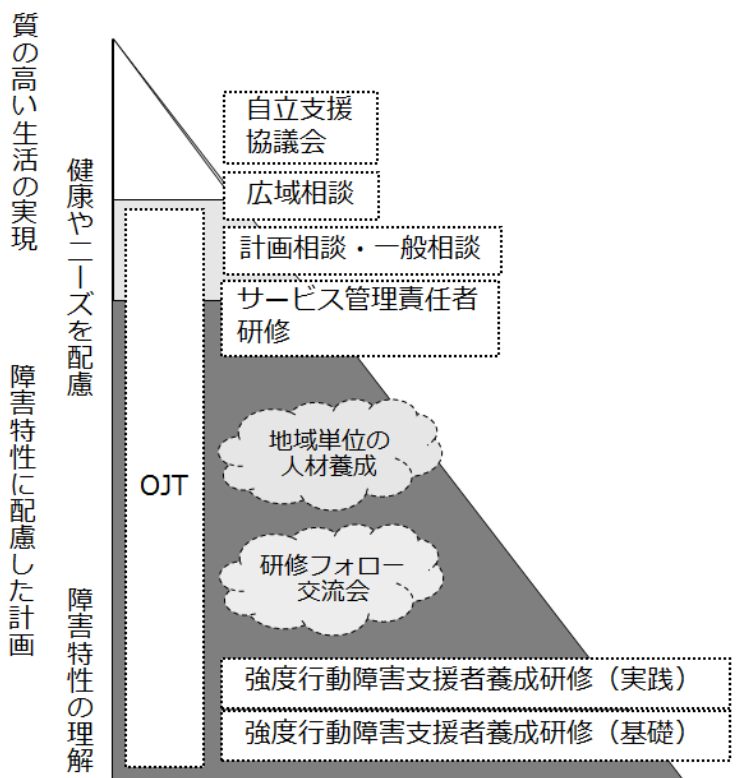 質の高い生活の実現
健康やニーズを配慮
障害特性に配慮した計画
障害特性の理解
自立支援
協議会
広域相談
計画相談・一般相談
サービス管理責任者
研修
OJT
地域単位の
人材養成
研修フォロー
交流会
強度行動障害支援者養成研修（実践）
強度行動障害支援者養成研修（基礎）